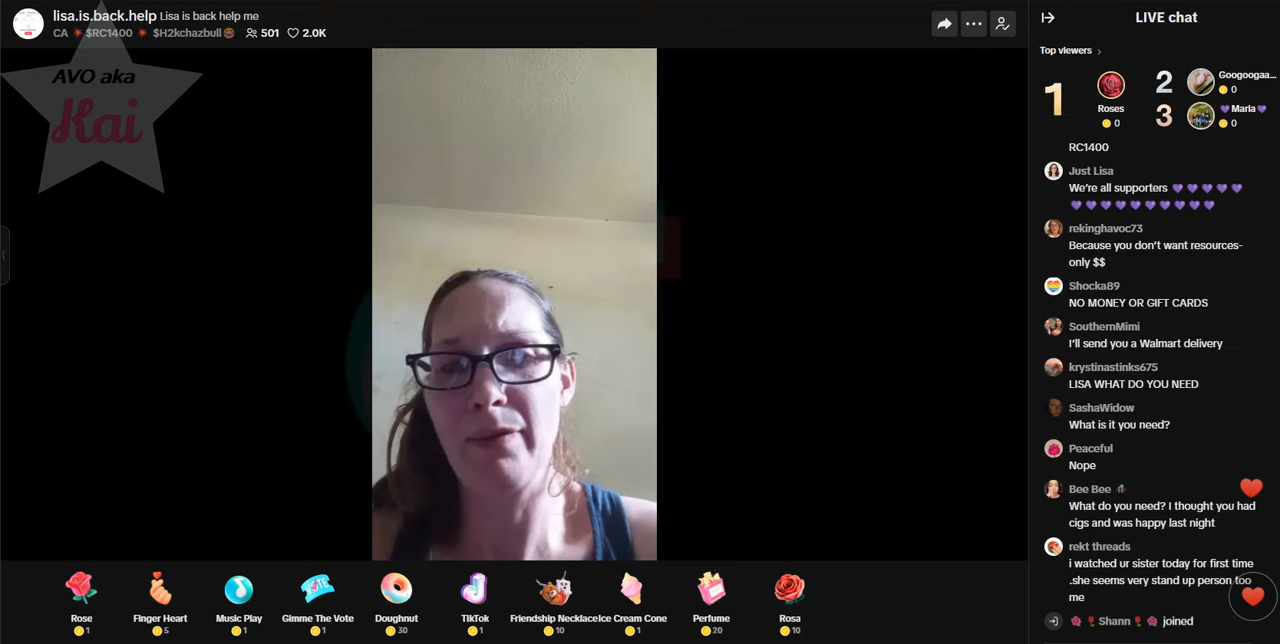 lisa.is.back.help Lisa is back help me
CA $RC1400 $H2kchazbull 501 2.0K
AVO aka
Kai
LIVE chat
Top viewers
1
Roses
0
2
Googoogaa...
0
3
💜Marla💜
0
RC1400
Just Lisa
We're all supporters 💜💜💜💜💜
💜💜💜💜💜💜💜💜💜💜
rekinghavoc73
Because you don't want resources-
only $$
Shocka89
NO MONEY OR GIFT CARDS
SouthernMimi
I'll send you a Walmart delivery
krystinastinks675
LISA WHAT DO YOU NEED
SashaWidow
What is it you need?
Peaceful
Nope
Bee Bee
What do you need? I thought you had
cigs and was happy last night
rekt threads
i watched ur sister today for first time
.she seems very stand up person too
me
🌺🌹Shann🌹🌺 joined
VOTE
Rose Finger Heart Music Play Gimme The Vote Doughnut TikTok Friendship Necklace Ice Cream Cone Perfume Rosa
1 5 1 1 30 1 10 1 20 10